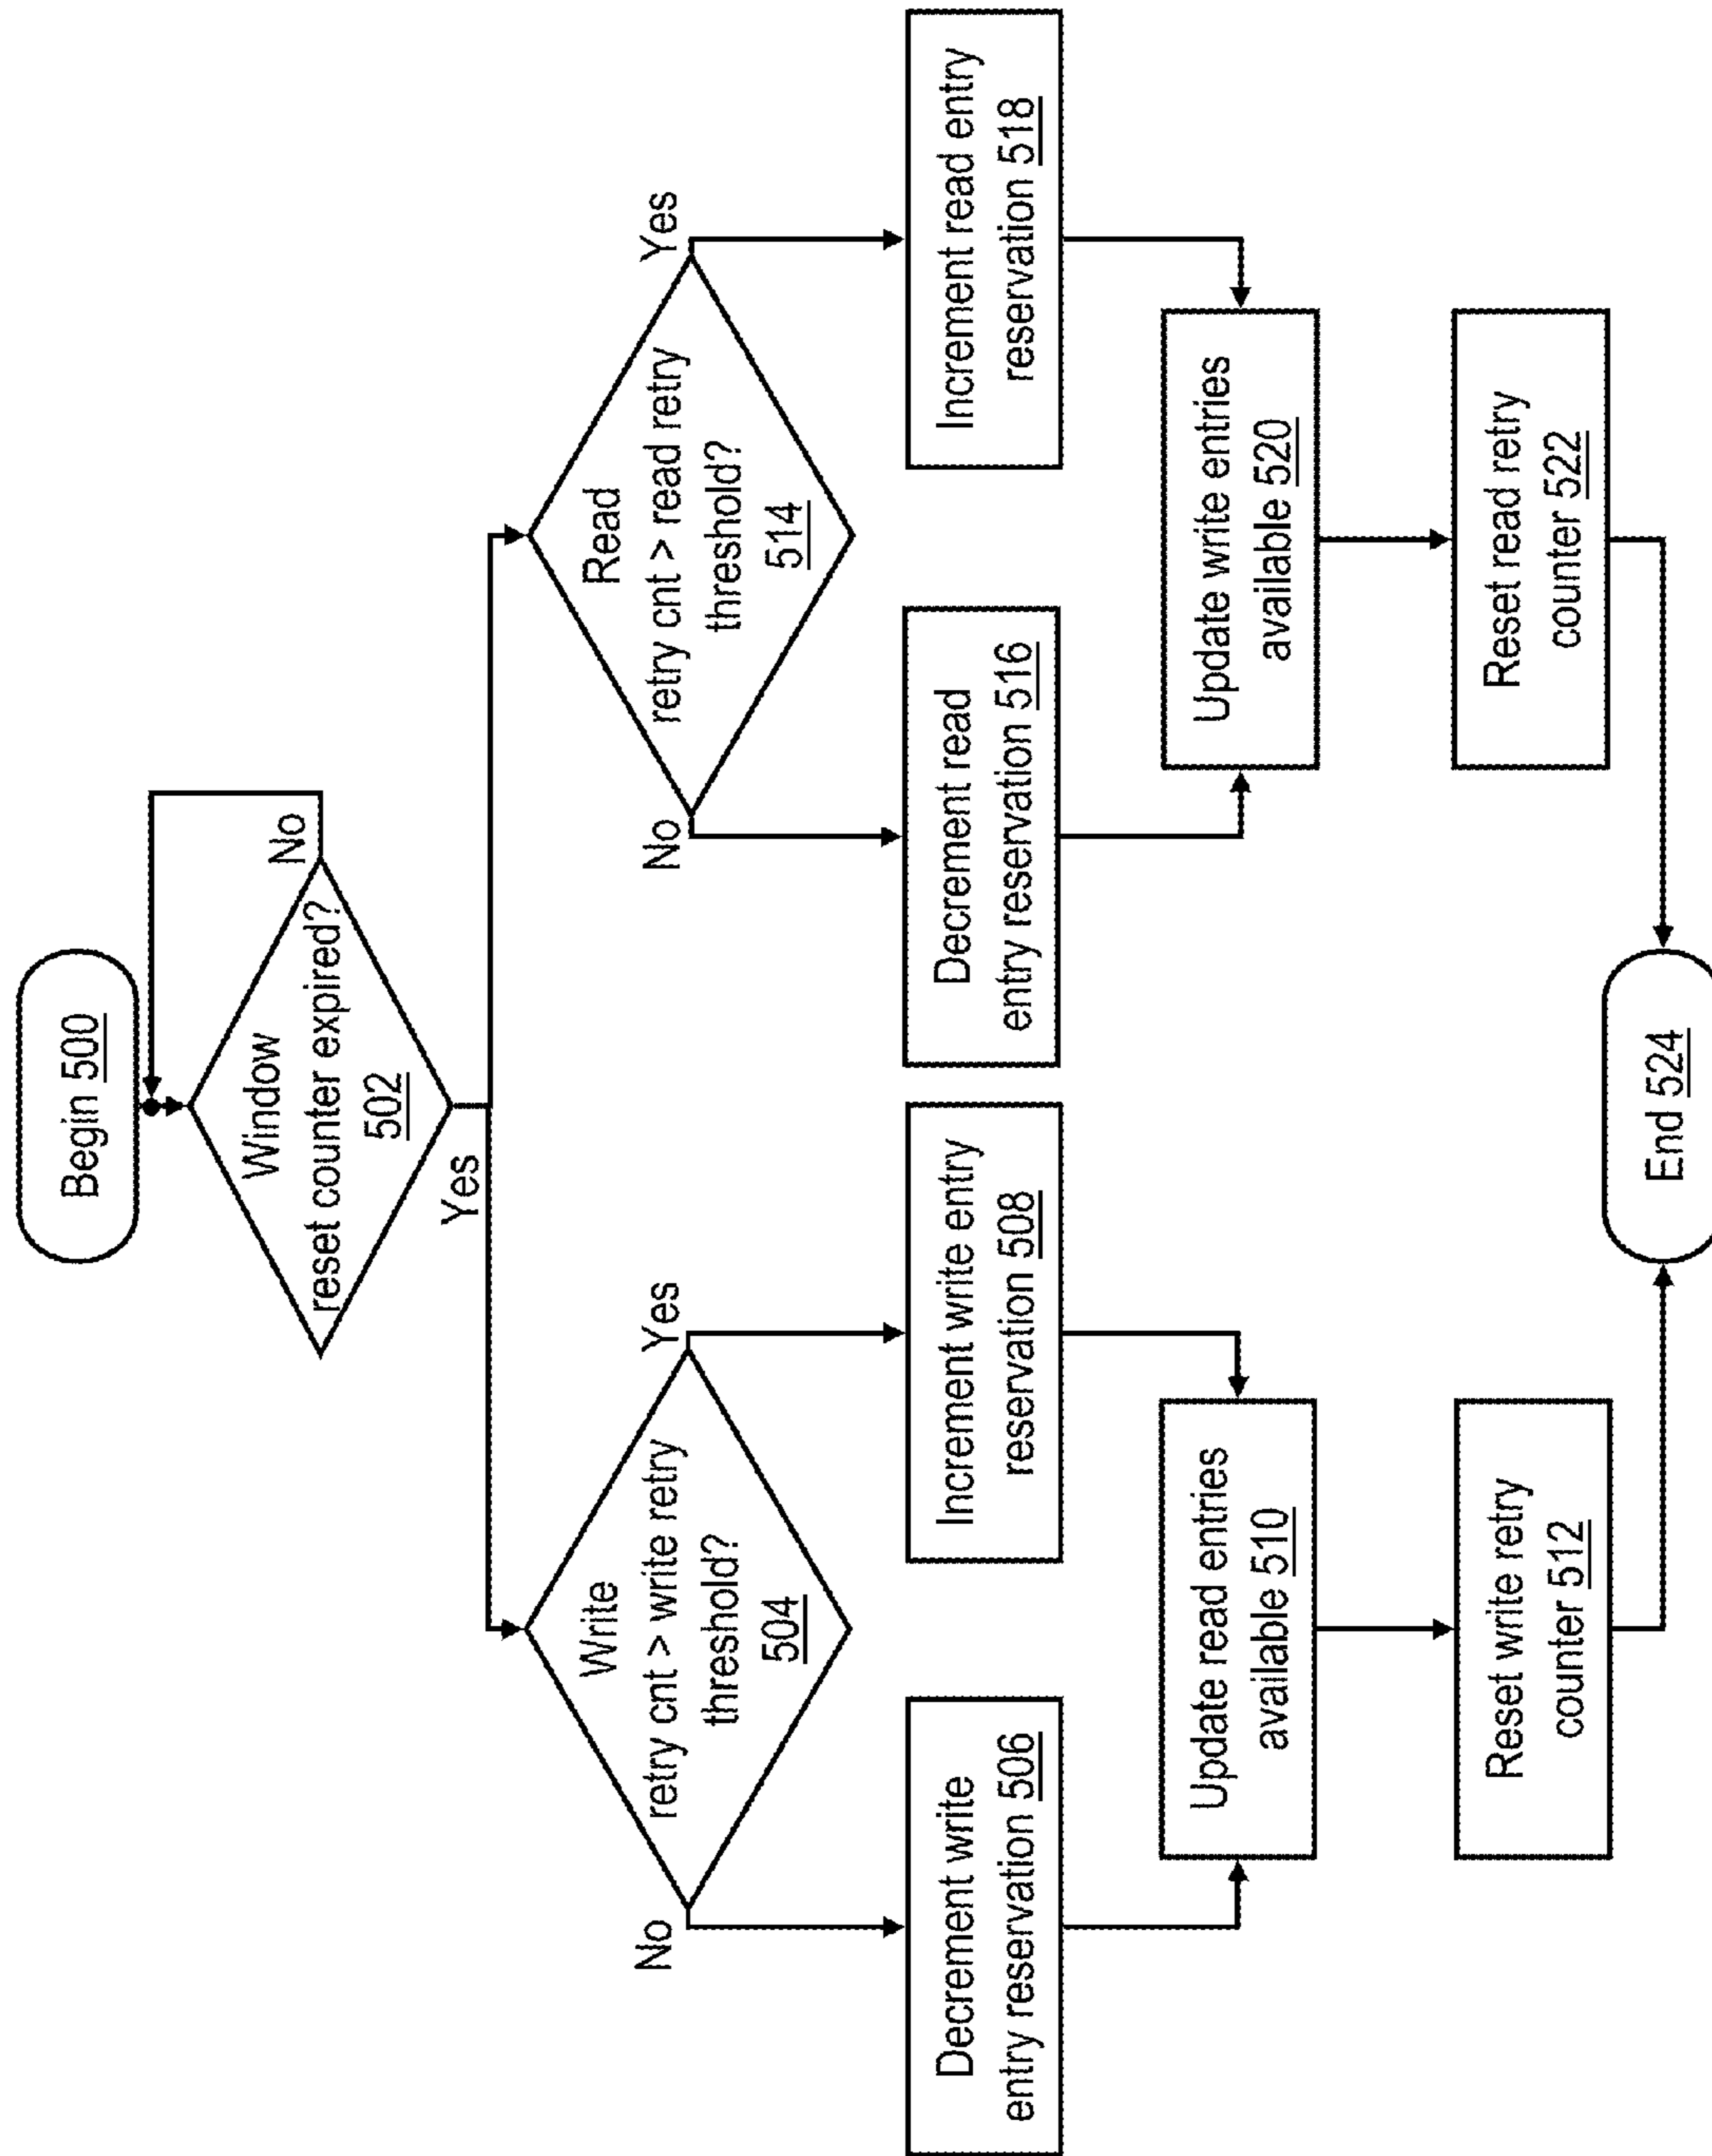 Begin 500
Window
reset counter expired?
502
No
Yes
Write
retry cnt > write retry
threshold?
504
No
Yes
Decrement write
entry reservation 506
Increment write entry
reservation 508
Update read entries
available 510
Reset write retry
counter 512
Read
retry cnt > read retry
threshold?
514
No
Yes
Decrement read
entry reservation 516
Increment read entry
reservation 518
Update write entries
available 520
Reset read retry
counter 522
End 524